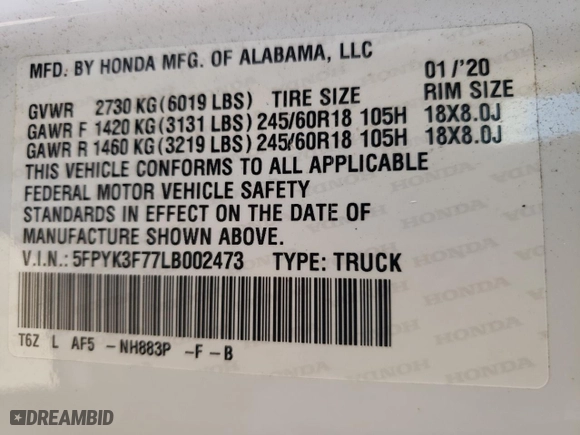 MFD. BY HONDA MFG. OF ALABAMA, LLC
01/'20
GVWR 2730 KG(6019 LBS) TIRE SIZE RIM SIZE
GAWR F 1420 KG(3131 LBS) 245/60R18 105H 18X8.0J
GAWR R 1460 KG(3219 LBS) 245/60R18 105H 18X8.0J
THIS VEHICLE CONFORMS TO ALL APPLICABLE
FEDERAL MOTOR VEHICLE SAFETY
STANDARDS IN EFFECT ON THE DATE OF
MANUFACTURE SHOWN ABOVE.
V.I.N.: 5FPYK3F77LB002473 TYPE: TRUCK
T6Z L AF5 -NH883P -F -B
HONDA HONDA HONDA
DREAMBID